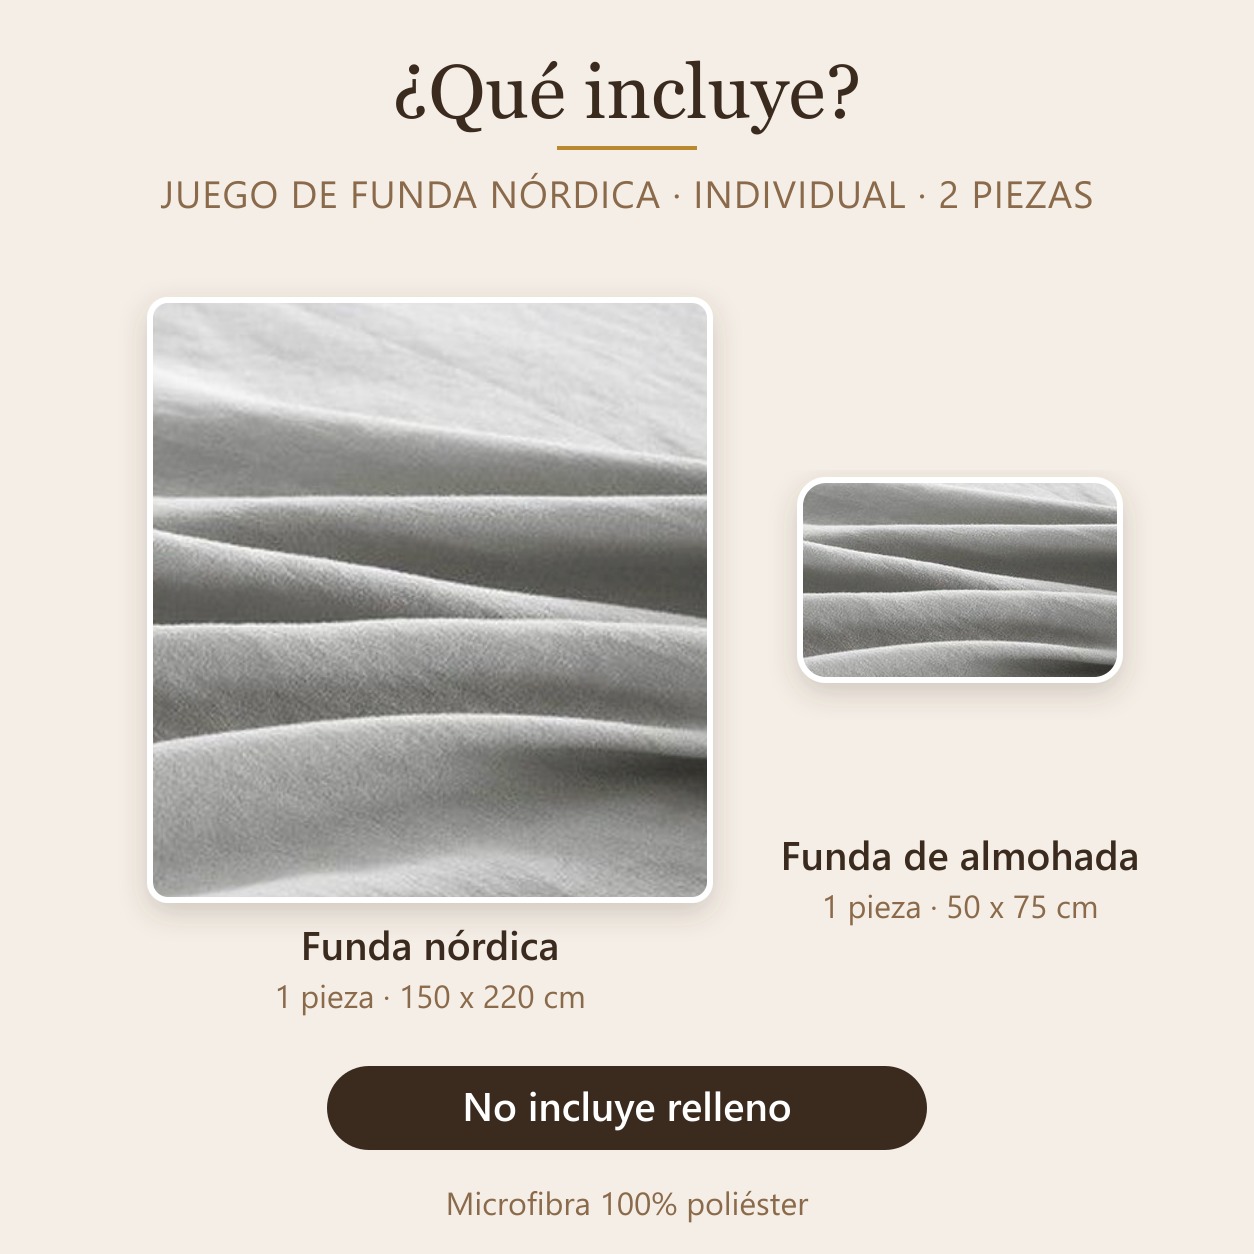 ¿Qué incluye?
JUEGO DE FUNDA NÓRDICA · INDIVIDUAL · 2 PIEZAS
Funda de almohada
1 pieza · 50 x 75 cm
Funda nórdica
1 pieza · 150 x 220 cm
No incluye relleno
Microfibra 100% poliéster